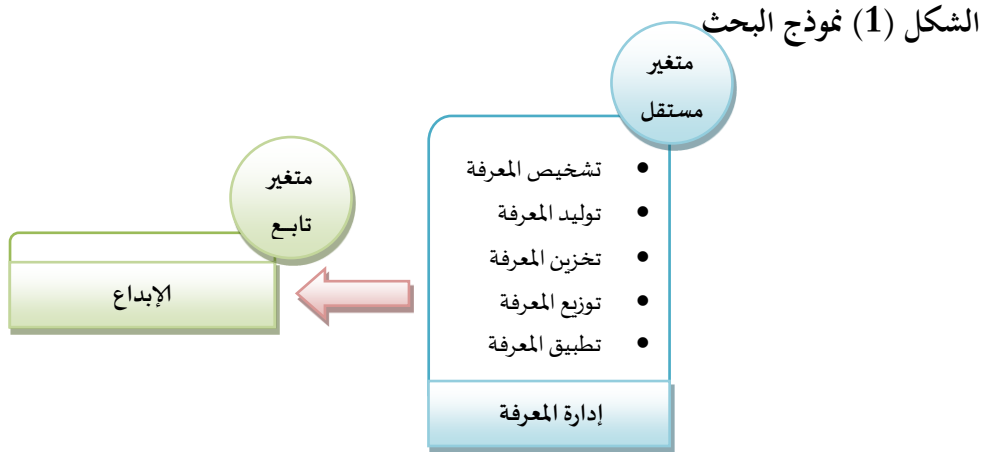 الشكل (1) نموذج البحث
متغير
مستقل
تشخيص المعرفة
توليد المعرفة
تخزين المعرفة
توزيع المعرفة
تطبيق المعرفة
إدارة المعرفة
متغير
تابع
الإبداع